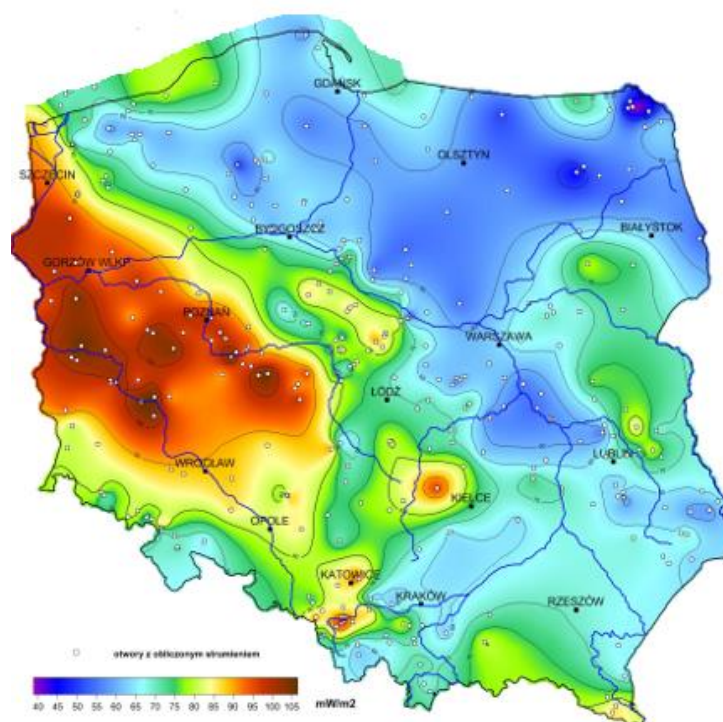 GDAŃSK
OLSZTYN
SZCZECIN
BIAŁYSTOK
BYDGOSZCZ
GORZÓW WLKP
POZNAŃ
WARSZAWA
ŁÓDŹ
LUBLIN
WROCŁAW
KIELCE
OPOLE
KATOWICE
KRAKÓW
RZESZÓW
otwory z obliczonym strumieniem
40 45 50 55 60 65 70 75 80 85 90 95 100 105 mW/m2